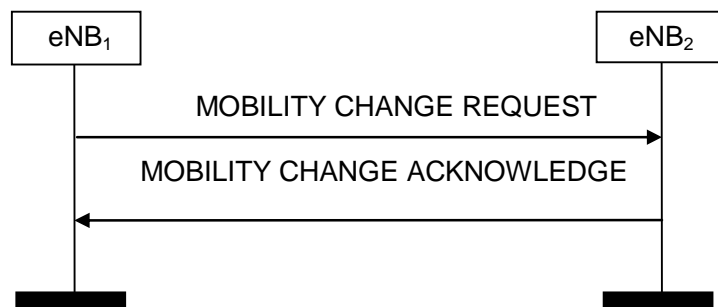 eNB₁
eNB₂
MOBILITY CHANGE REQUEST
MOBILITY CHANGE ACKNOWLEDGE